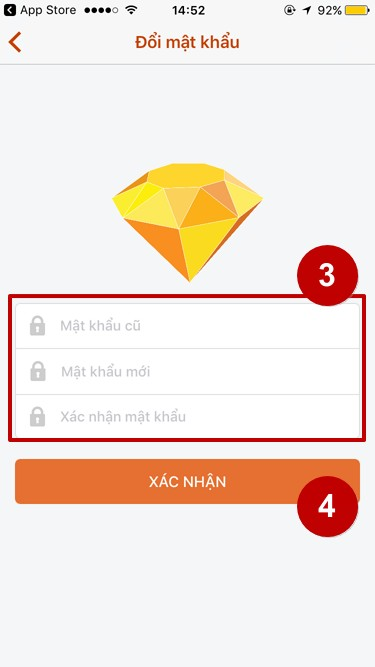 App Store 14:52 92%
Đổi mật khẩu
3
Mật khẩu cũ
Mật khẩu mới
Xác nhận mật khẩu
XÁC NHẬN
4